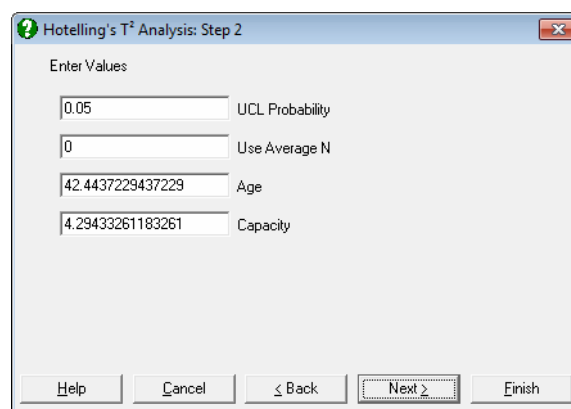 Hotelling's T² Analysis: Step 2
Enter Values
0.05 UCL Probability
0 Use Average N
42.4437229437229 Age
4.29433261183261 Capacity
Help Cancel < Back Next > Finish